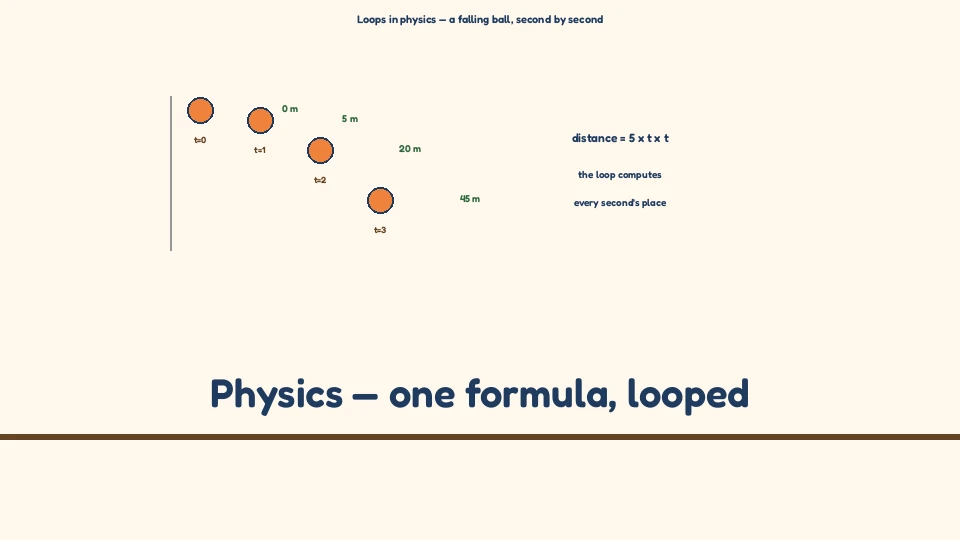 Loops in physics — a falling ball, second by second
0 m
t=0
5 m
t=1
20 m
t=2
45 m
t=3
distance = 5 x t x t
the loop computes
every second's place
Physics — one formula, looped